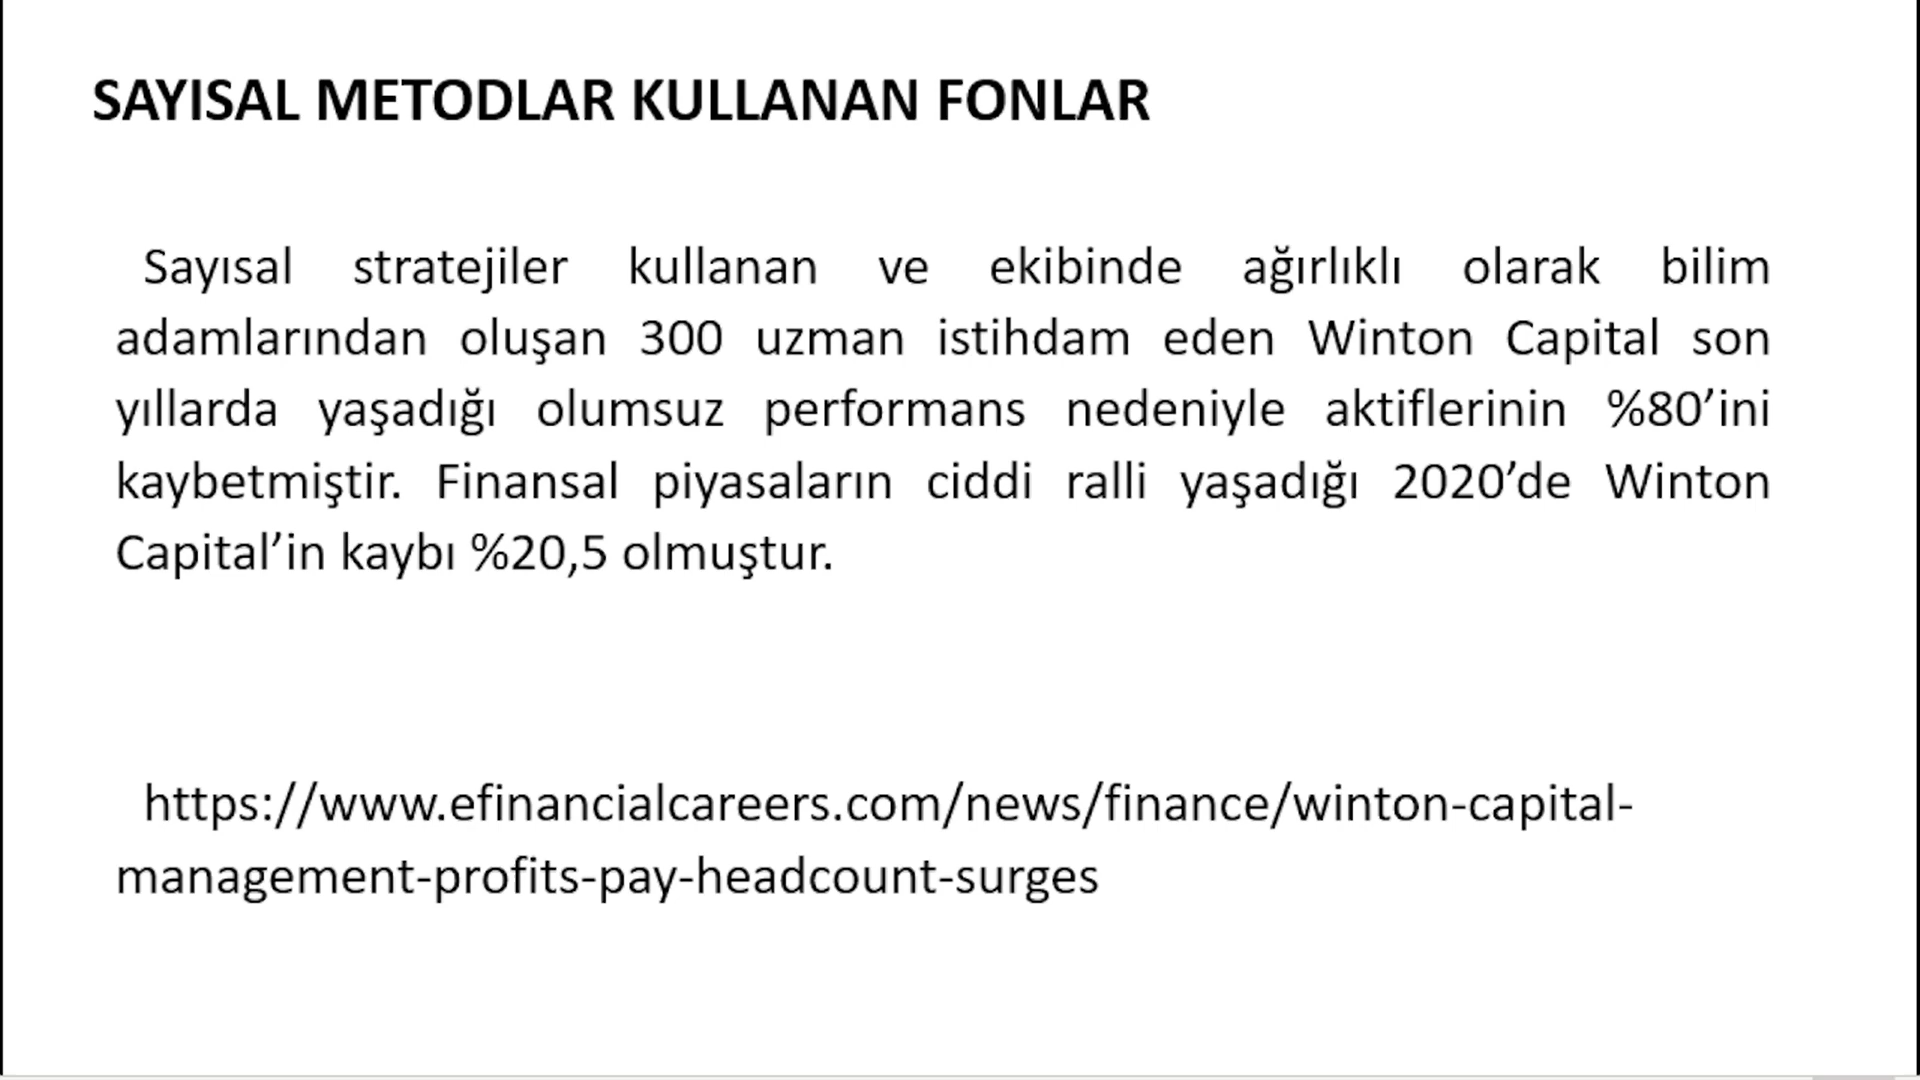 SAYISAL METODLAR KULLANAN FONLAR
Sayısal stratejiler kullanan ve ekibinde ağırlıklı olarak bilim
adamlarından oluşan 300 uzman istihdam eden Winton Capital son
yıllarda yaşadığı olumsuz performans nedeniyle aktiflerinin %80’ini
kaybetmiştir. Finansal piyasaların ciddi ralli yaşadığı 2020’de Winton
Capital’in kaybı %20,5 olmuştur.
https://www.efinancialcareers.com/news/finance/winton-capital-
management-profits-pay-headcount-surges